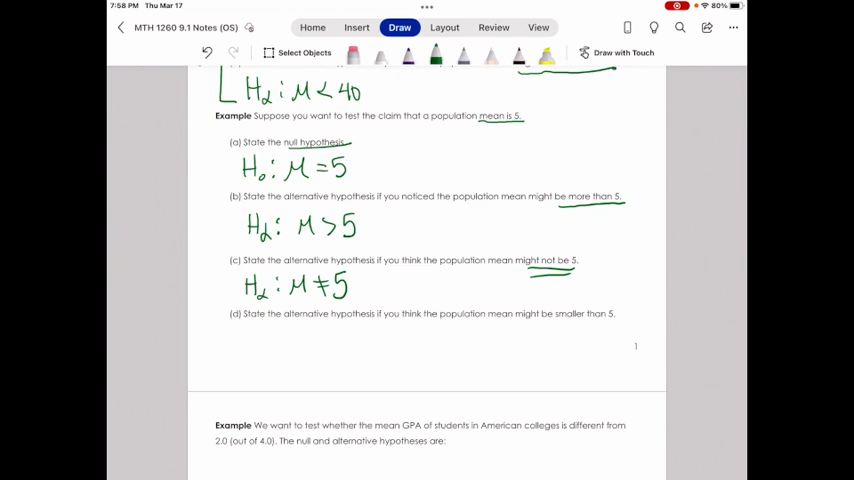 7:58 PM Thu Mar 17
80%
MTH 1260 9.1 Notes (OS)
Home Insert Draw Layout Review View
Select Objects
Draw with Touch
Hα : μ < 40
Example Suppose you want to test the claim that a population mean is 5.
(a) State the null hypothesis.
H₀ : μ = 5
(b) State the alternative hypothesis if you noticed the population mean might be more than 5.
Hα : μ > 5
(c) State the alternative hypothesis if you think the population mean might not be 5.
Hα : μ ≠ 5
(d) State the alternative hypothesis if you think the population mean might be smaller than 5.
1
Example We want to test whether the mean GPA of students in American colleges is different from
2.0 (out of 4.0). The null and alternative hypotheses are: